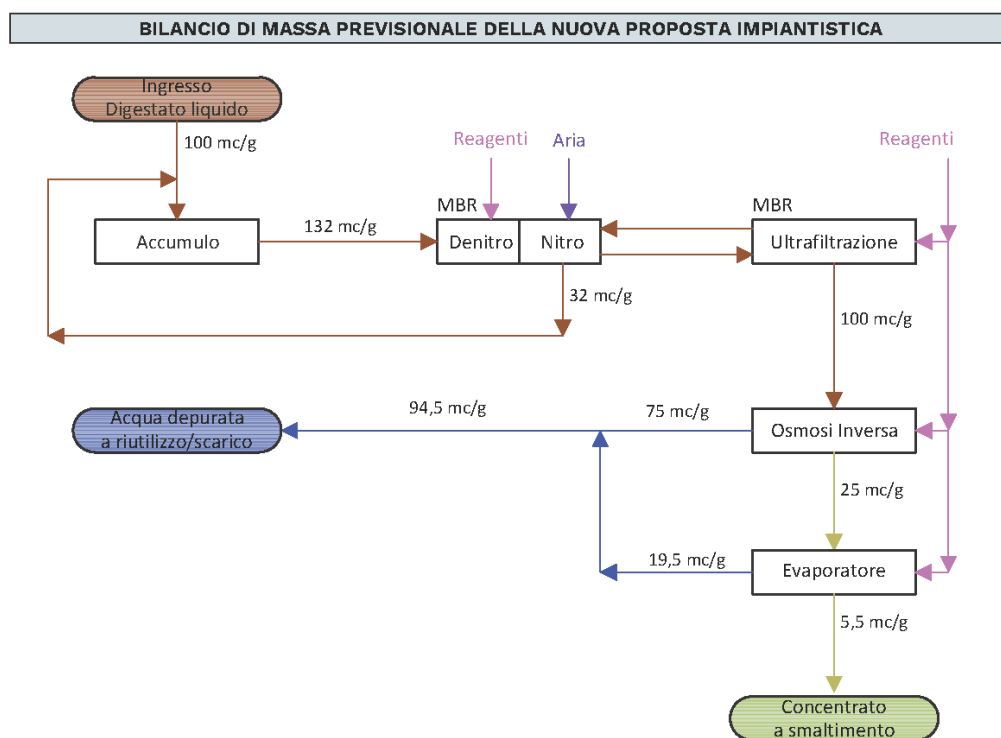 BILANCIO DI MASSA PREVISIONALE DELLA NUOVA PROPOSTA IMPIANTISTICA
Ingresso
Digestato liquido
100 mc/g
Reagenti
Aria
Reagenti
MBR
MBR
Accumulo
132 mc/g
Denitro
Nitro
Ultrafiltrazione
32 mc/g
100 mc/g
Acqua depurata
a riutilizzo/scarico
94,5 mc/g
75 mc/g
Osmosi Inversa
25 mc/g
19,5 mc/g
Evaporatore
5,5 mc/g
Concentrato
a smaltimento